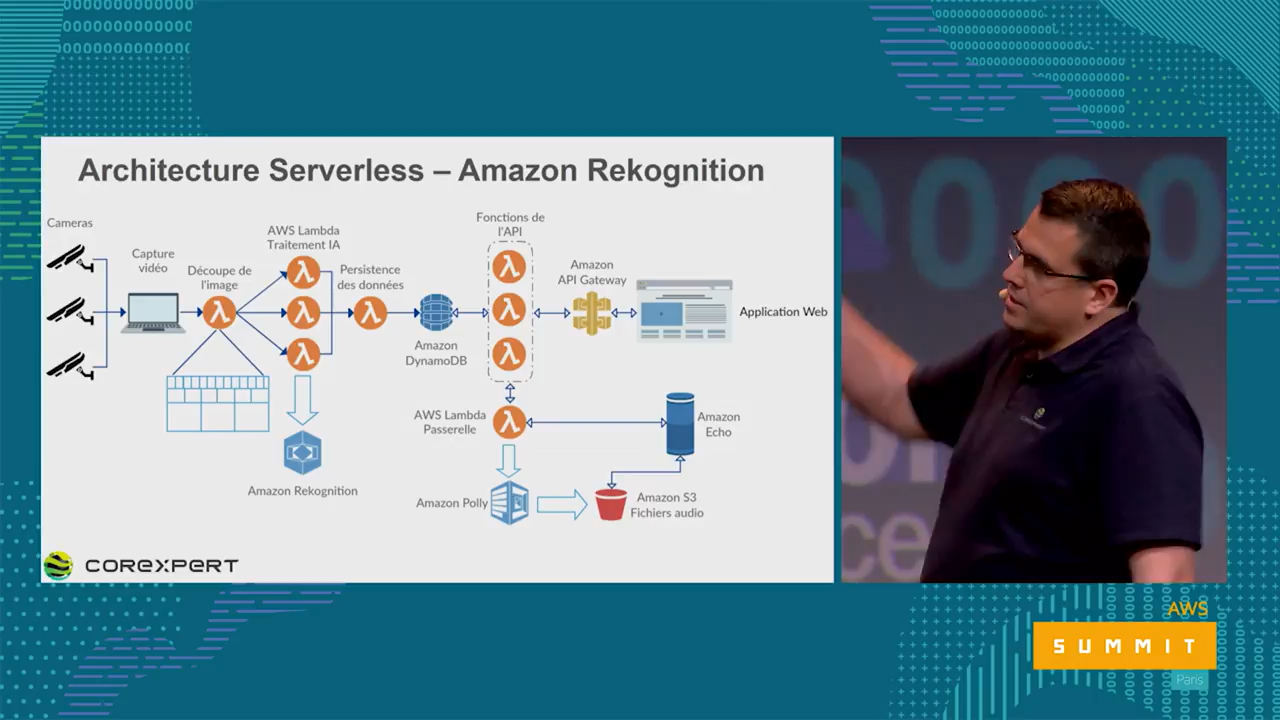 Architecture Serverless – Amazon Rekognition
Cameras
Capture
vidéo
Découpe de
l'image
AWS Lambda
Traitement IA
Persistence
des données
Amazon
DynamoDB
Fonctions de
l'API
Amazon
API Gateway
Application Web
AWS Lambda
Passerelle
Amazon
Echo
Amazon Rekognition
Amazon Polly
Amazon S3
Fichiers audio
COREXPERT
AWS
SUMMIT
Paris